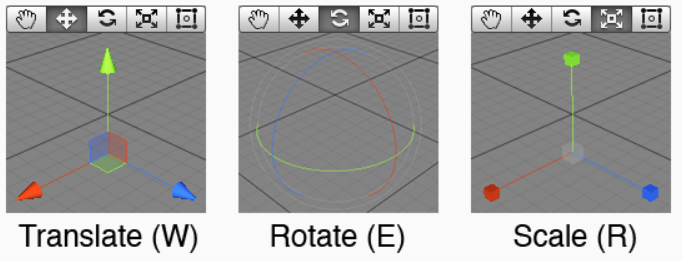 Translate (W)
Rotate (E)
Scale (R)